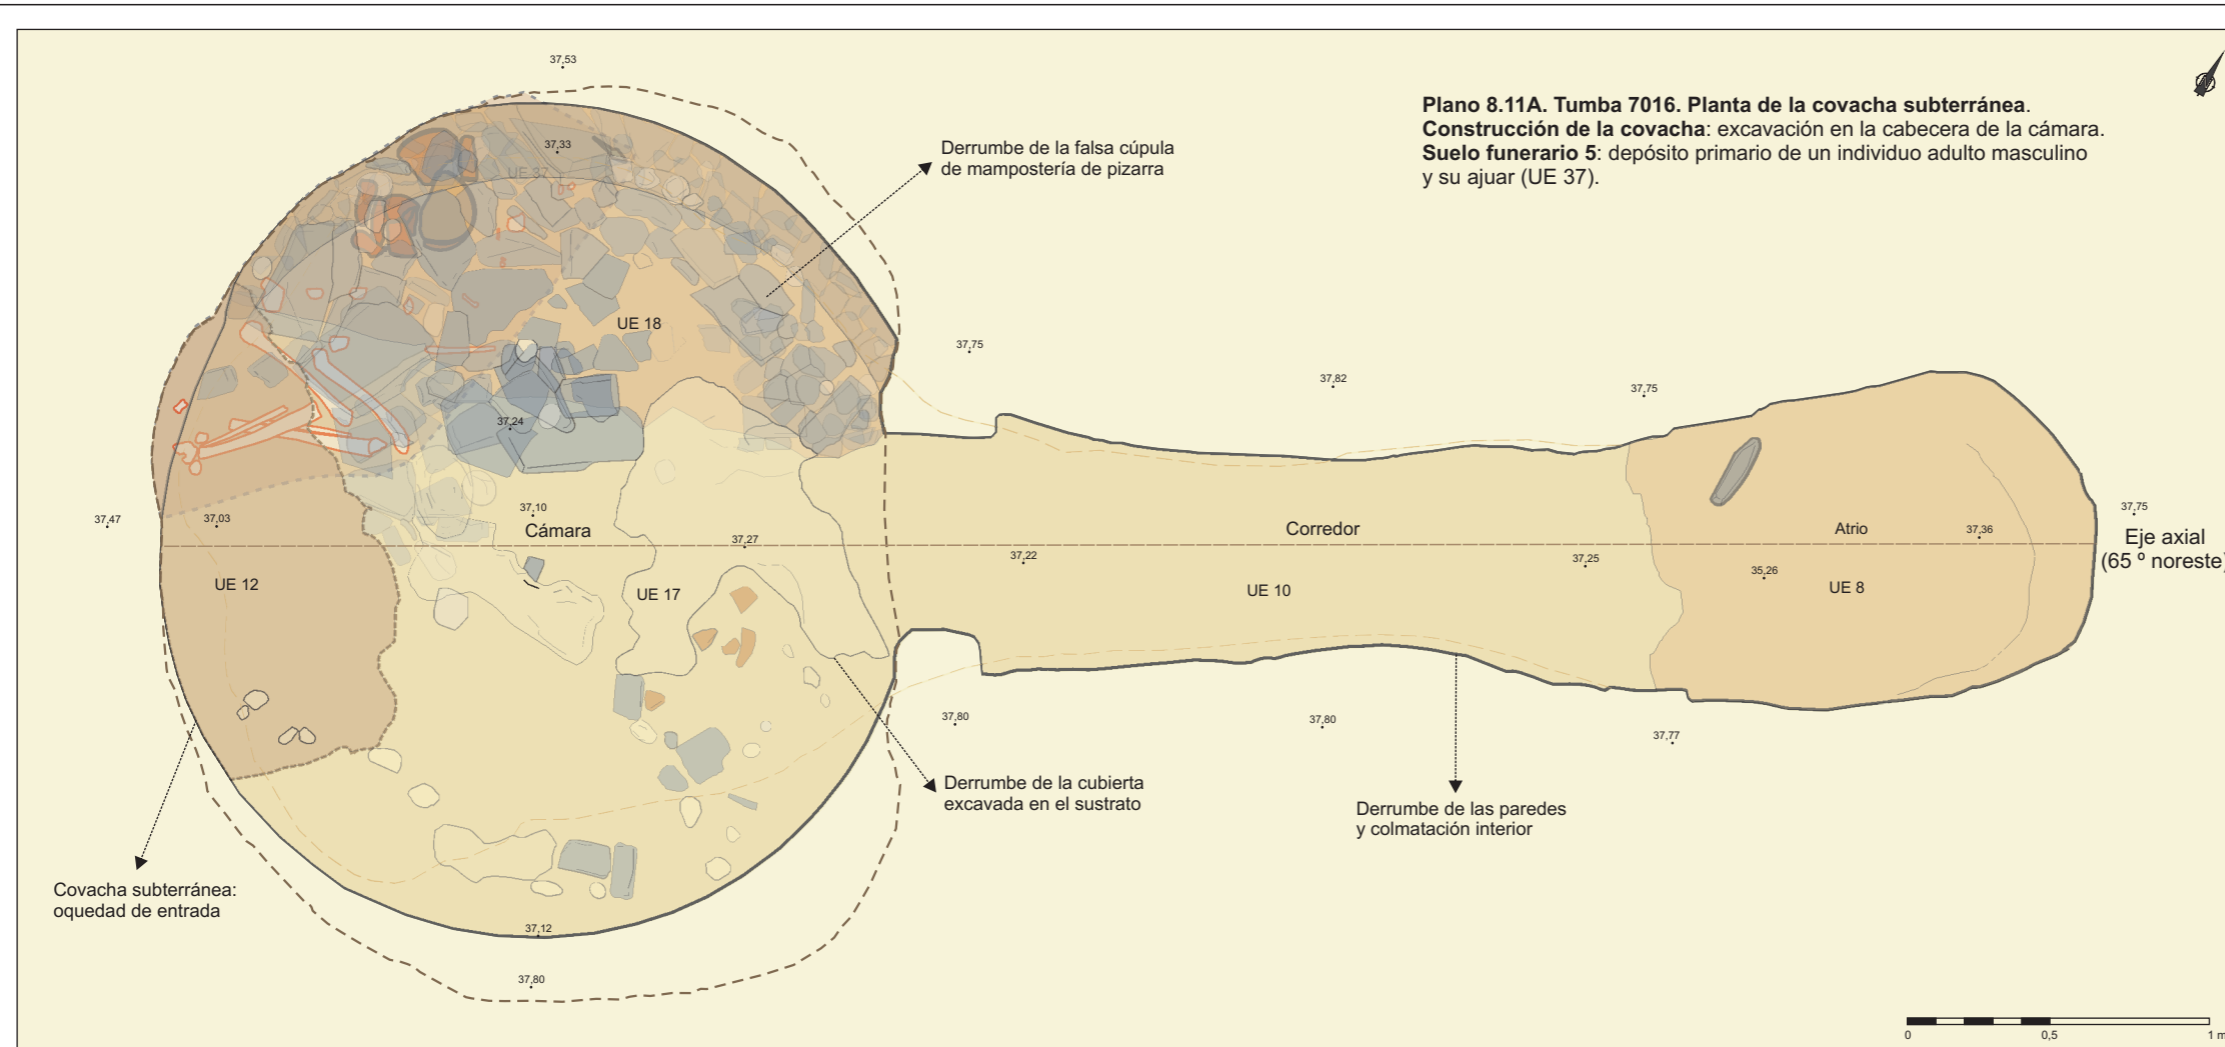 37,53
Plano 8.11A. Tumba 7016. Planta de la covacha subterránea.
Construcción de la covacha: excavación en la cabecera de la cámara.
Suelo funerario 5: depósito primario de un individuo adulto masculino
y su ajuar (UE 37).
Derrumbe de la falsa cúpula
de mampostería de pizarra
37,33
UE 37
UE 18
37,75
37,82
37,75
37,24
37,47
37,03
37,10
Cámara
37,27
37,22
Corredor
37,25
Atrio
37,36
35,26
37,75
Eje axial
(65 º noreste)
UE 12
UE 17
UE 10
UE 8
37,80
37,80
37,77
Derrumbe de la cubierta
excavada en el sustrato
Derrumbe de las paredes
y colmatación interior
Covacha subterránea:
oquedad de entrada
37,12
37,80
0 0,5 1 m